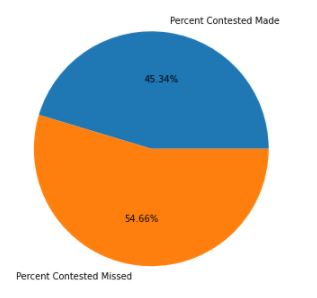 Percent Contested Made
45.34%
54.66%
Percent Contested Missed